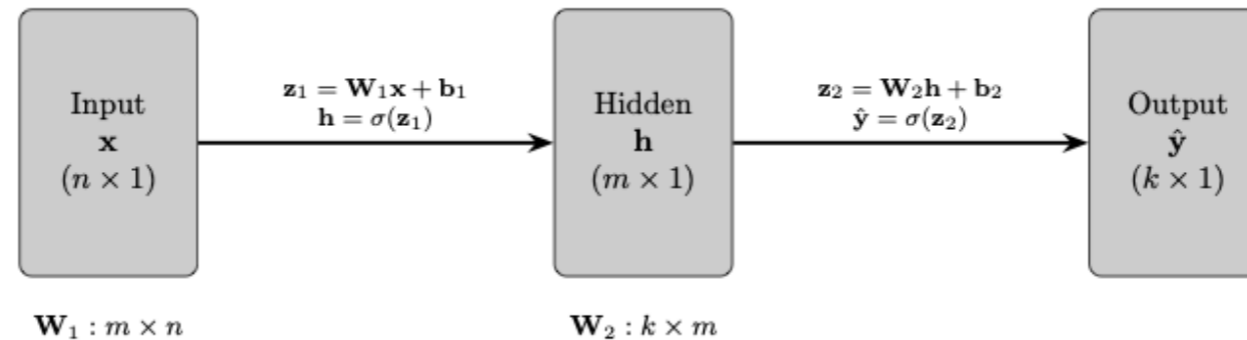 Input
x
(n × 1)
z₁ = W₁x + b₁
h = σ(z₁)
Hidden
h
(m × 1)
z₂ = W₂h + b₂
ŷ = σ(z₂)
Output
ŷ
(k × 1)
W₁ : m × n
W₂ : k × m